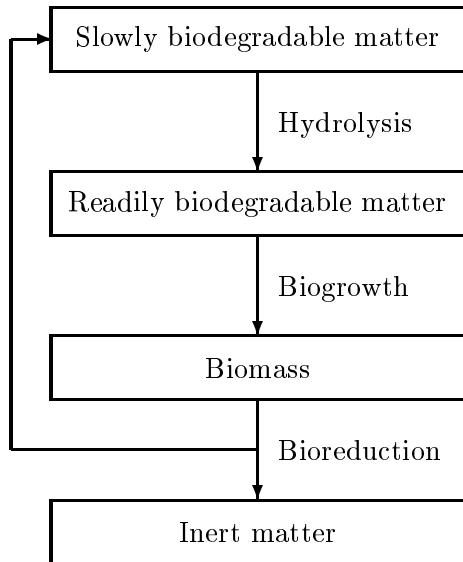 Slowly biodegradable matter
Hydrolysis
Readily biodegradable matter
Biogrowth
Biomass
Bioreduction
Inert matter